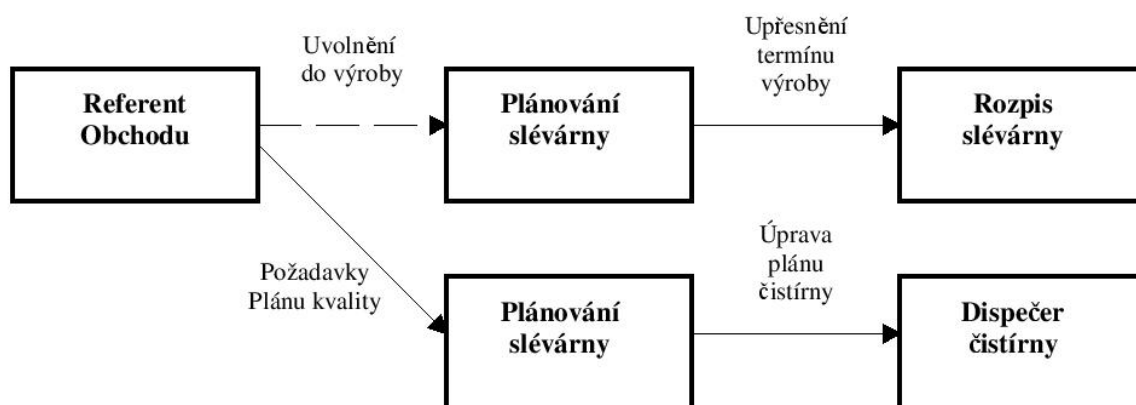 Uvolnění
do výroby
Upřesnění
termínu
výroby
Referent
Obchodu
Plánování
slévárny
Rozpis
slévárny
Požadavky
Plánu kvality
Úprava
plánu
čistírny
Plánování
slévárny
Dispečer
čistírny